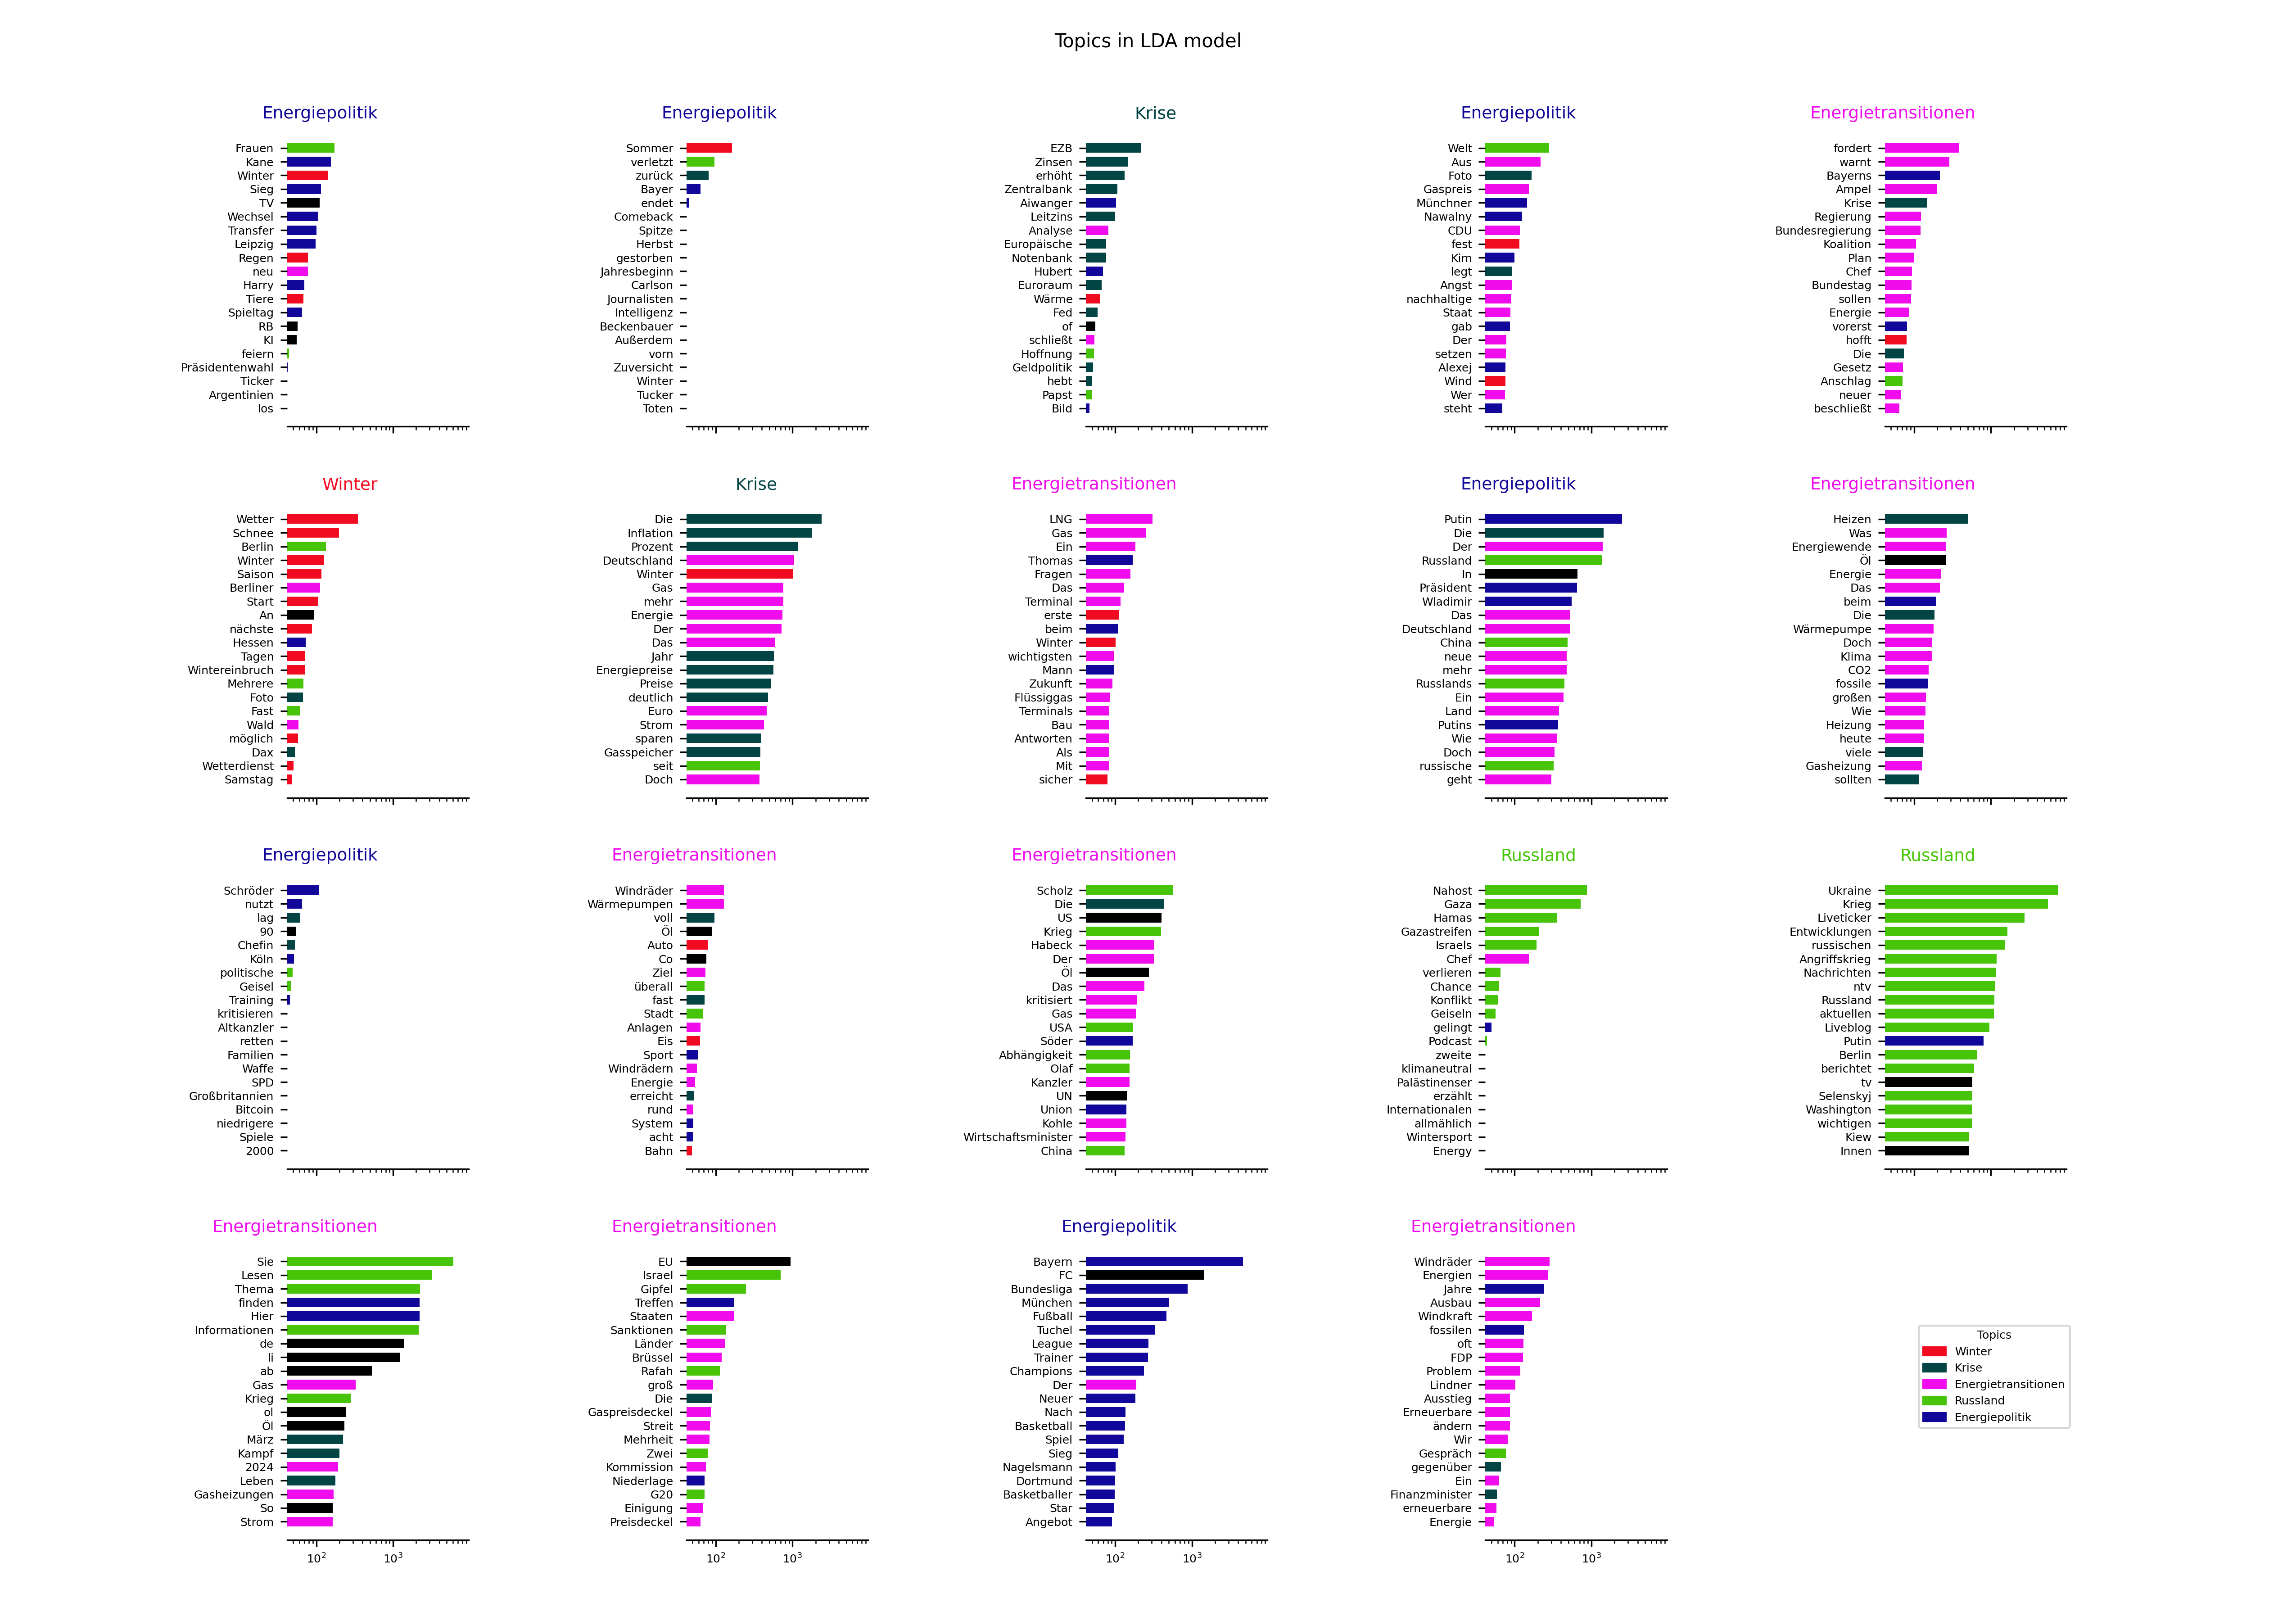 Topics in LDA model
Energiepolitik
Frauen
Kane
Winter
Sieg
TV
Wechsel
Transfer
Leipzig
Regen
neu
Harry
Tiere
Spieltag
RB
KI
feiern
Präsidentenwahl
Ticker
Argentinien
los
Energiepolitik
Sommer
verletzt
zurück
Bayer
endet
Comeback
Spitze
Herbst
gestorben
Jahresbeginn
Carlson
Journalisten
Intelligenz
Beckenbauer
Außerdem
vorn
Zuversicht
Winter
Tucker
Toten
Krise
EZB
Zinsen
erhöht
Zentralbank
Aiwanger
Leitzins
Analyse
Europäische
Notenbank
Hubert
Euroraum
Wärme
Fed
of
schließt
Hoffnung
Geldpolitik
hebt
Papst
Bild
Energiepolitik
Welt
Aus
Foto
Gaspreis
Münchner
Nawalny
CDU
fest
Kim
legt
Angst
nachhaltige
Staat
gab
Der
setzen
Alexej
Wind
Wer
steht
Energietransitionen
fordert
warnt
Bayerns
Ampel
Krise
Regierung
Bundesregierung
Koalition
Plan
Chef
Bundestag
sollen
Energie
vorerst
hofft
Die
Gesetz
Anschlag
neuer
beschließt
Winter
Wetter
Schnee
Berlin
Winter
Saison
Berliner
Start
An
nächste
Hessen
Tagen
Wintereinbruch
Mehrere
Foto
Fast
Wald
möglich
Dax
Wetterdienst
Samstag
Krise
Die
Inflation
Prozent
Deutschland
Winter
Gas
mehr
Energie
Der
Das
Jahr
Energiepreise
Preise
deutlich
Euro
Strom
sparen
Gasspeicher
seit
Doch
Energietransitionen
LNG
Gas
Ein
Thomas
Fragen
Das
Terminal
erste
beim
Winter
wichtigsten
Mann
Zukunft
Flüssiggas
Terminals
Bau
Antworten
Als
Mit
sicher
Energiepolitik
Putin
Die
Der
Russland
In
Präsident
Wladimir
Das
Deutschland
China
neue
mehr
Russlands
Ein
Land
Putins
Wie
Doch
russische
geht
Energietransitionen
Heizen
Was
Energiewende
Öl
Energie
Das
beim
Die
Wärmepumpe
Doch
Klima
CO2
fossile
großen
Wie
Heizung
heute
viele
Gasheizung
sollten
Energiepolitik
Schröder
nutzt
lag
90
Chefin
Köln
politische
Geisel
Training
kritisieren
Altkanzler
retten
Familien
Waffe
SPD
Großbritannien
Bitcoin
niedrigere
Spiele
2000
Energietransitionen
Windräder
Wärmepumpen
voll
Öl
Auto
Co
Ziel
überall
fast
Stadt
Anlagen
Eis
Sport
Windrädern
Energie
erreicht
rund
System
acht
Bahn
Energietransitionen
Scholz
Die
US
Krieg
Habeck
Der
Öl
Das
kritisiert
Gas
USA
Söder
Abhängigkeit
Olaf
Kanzler
UN
Union
Kohle
Wirtschaftsminister
China
Russland
Nahost
Gaza
Hamas
Gazastreifen
Israels
Chef
verlieren
Chance
Konflikt
Geiseln
gelingt
Podcast
zweite
klimaneutral
Palästinenser
erzählt
Internationalen
allmählich
Wintersport
Energy
Russland
Ukraine
Krieg
Liveticker
Entwicklungen
russischen
Angriffskrieg
Nachrichten
ntv
Russland
aktuellen
Liveblog
Putin
Berlin
berichtet
tv
Selenskyj
Washington
wichtigen
Kiew
Innen
Energietransitionen
Sie
Lesen
Thema
finden
Hier
Informationen
de
li
ab
Gas
Krieg
ol
Öl
März
Kampf
2024
Leben
Gasheizungen
So
Strom
10²
10³
Energietransitionen
EU
Israel
Gipfel
Treffen
Staaten
Sanktionen
Länder
Brüssel
Rafah
groß
Die
Gaspreisdeckel
Streit
Mehrheit
Zwei
Kommission
Niederlage
G20
Einigung
Preisdeckel
10²
10³
Energiepolitik
Bayern
FC
Bundesliga
München
Fußball
Tuchel
League
Trainer
Champions
Der
Neuer
Nach
Basketball
Spiel
Sieg
Nagelsmann
Dortmund
Basketballer
Star
Angebot
10²
10³
Energietransitionen
Windräder
Energien
Jahre
Ausbau
Windkraft
fossilen
oft
FDP
Problem
Lindner
Ausstieg
Erneuerbare
ändern
Wir
Gespräch
gegenüber
Ein
Finanzminister
erneuerbare
Energie
10²
10³
Topics
Winter
Krise
Energietransitionen
Russland
Energiepolitik